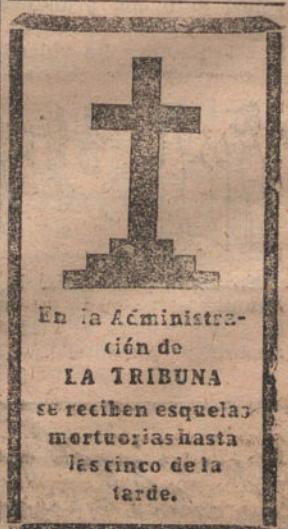 En la Administra-
ción de
LA TRIBUNA
se reciben esquelas
mortuorias hasta
las cinco de la
tarde.